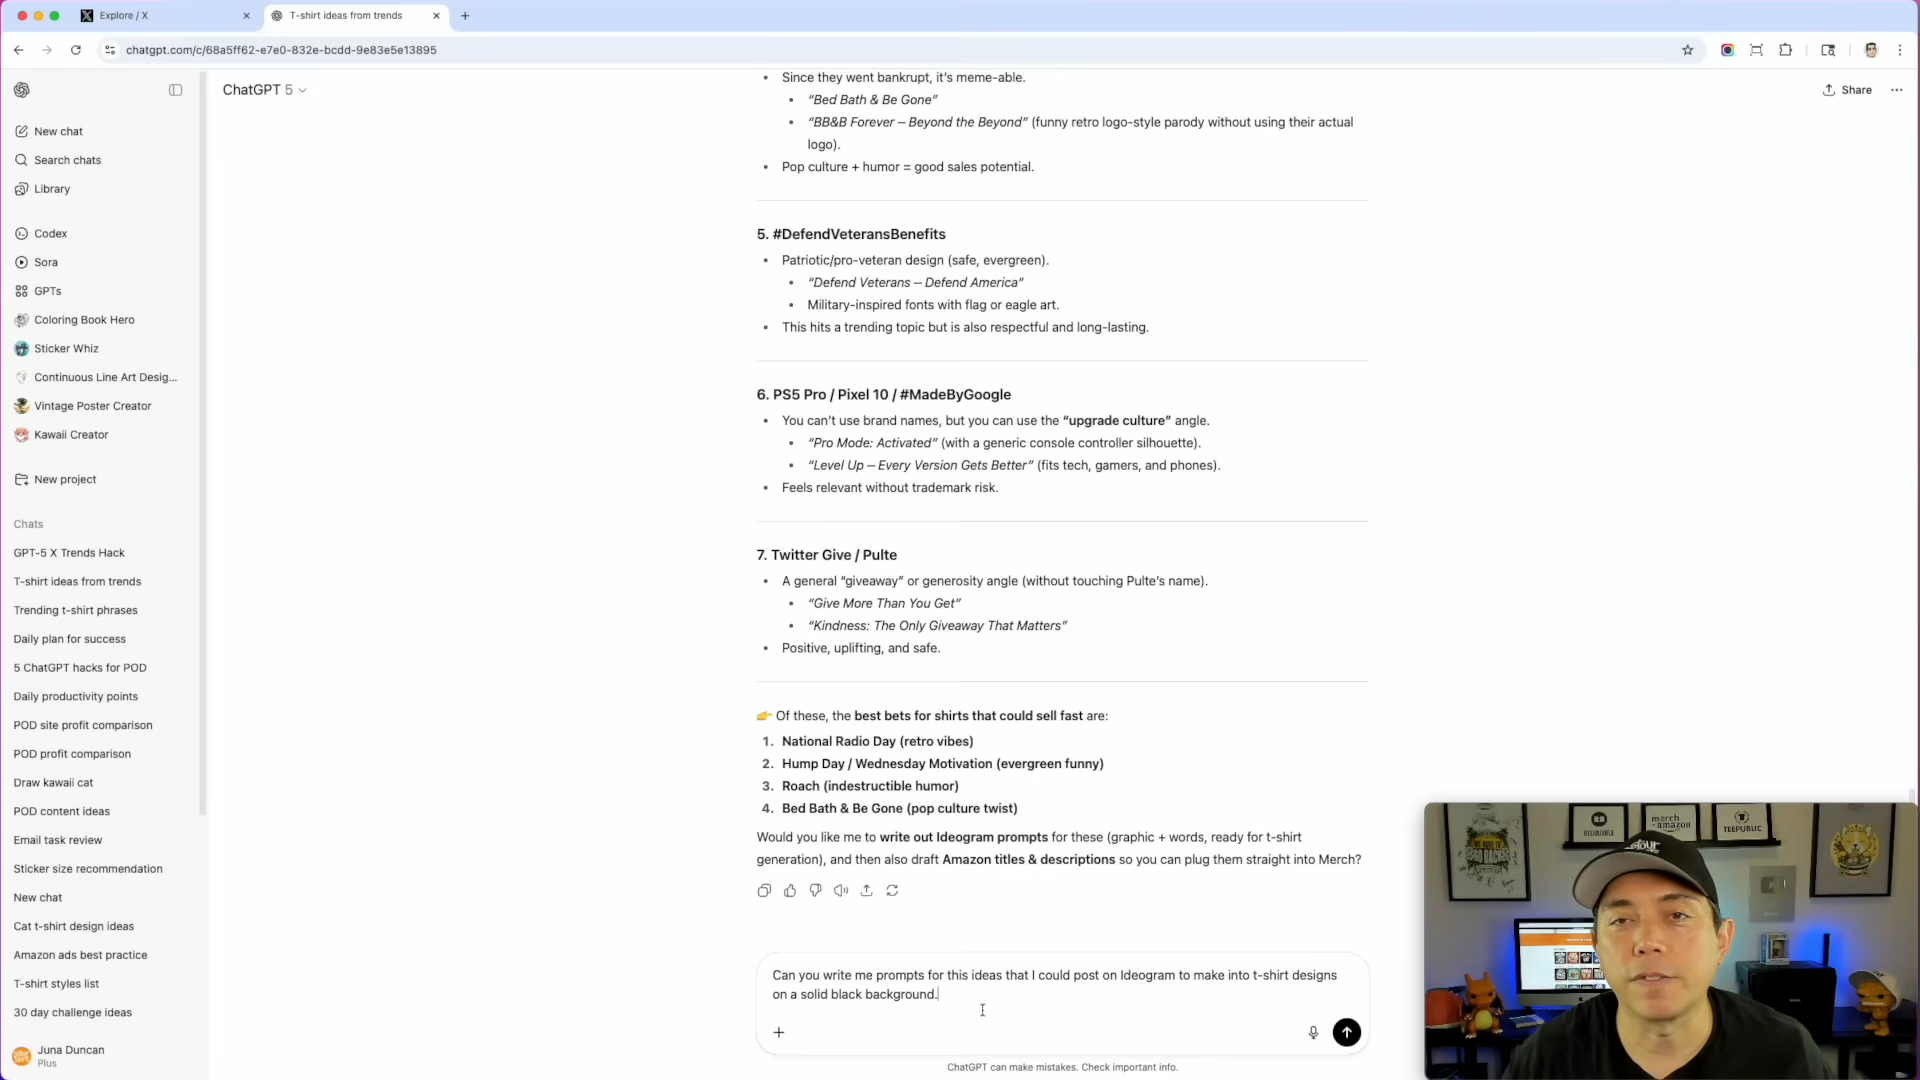 Explore / X
T-shirt ideas from trends
chatgpt.com/c/68a5ff62-e7e0-832e-bcdd-9e83e5e13895
ChatGPT 5
Share
New chat
Search chats
Library
Codex
Sora
GPTs
Coloring Book Hero
Sticker Whiz
Continuous Line Art Desig...
Vintage Poster Creator
Kawaii Creator
New project
Chats
GPT-5 X Trends Hack
T-shirt ideas from trends
Trending t-shirt phrases
Daily plan for success
5 ChatGPT hacks for POD
Daily productivity points
POD site profit comparison
POD profit comparison
Draw kawaii cat
POD content ideas
Email task review
Sticker size recommendation
New chat
Cat t-shirt design ideas
Amazon ads best practice
T-shirt styles list
30 day challenge ideas
Juna Duncan
Plus
• Since they went bankrupt, it's meme-able.
• “Bed Bath & Be Gone”
• “BB&B Forever – Beyond the Beyond” (funny retro logo-style parody without using their actual
logo).
• Pop culture + humor = good sales potential.
5. #DefendVeteransBenefits
• Patriotic/pro-veteran design (safe, evergreen).
• “Defend Veterans – Defend America”
• Military-inspired fonts with flag or eagle art.
• This hits a trending topic but is also respectful and long-lasting.
6. PS5 Pro / Pixel 10 / #MadeByGoogle
• You can't use brand names, but you can use the “upgrade culture” angle.
• “Pro Mode: Activated” (with a generic console controller silhouette).
• “Level Up – Every Version Gets Better” (fits tech, gamers, and phones).
• Feels relevant without trademark risk.
7. Twitter Give / Pulte
• A general “giveaway” or generosity angle (without touching Pulte's name).
• “Give More Than You Get”
• “Kindness: The Only Giveaway That Matters”
• Positive, uplifting, and safe.
👉 Of these, the best bets for shirts that could sell fast are:
1. National Radio Day (retro vibes)
2. Hump Day / Wednesday Motivation (evergreen funny)
3. Roach (indestructible humor)
4. Bed Bath & Be Gone (pop culture twist)
Would you like me to write out Ideogram prompts for these (graphic + words, ready for t-shirt
generation), and then also draft Amazon titles & descriptions so you can plug them straight into Merch?
Can you write me prompts for this ideas that I could post on Ideogram to make into t-shirt designs
on a solid black background.
ChatGPT can make mistakes. Check important info.
REDBUBBLE
merch
amazon
TEEPUBLIC